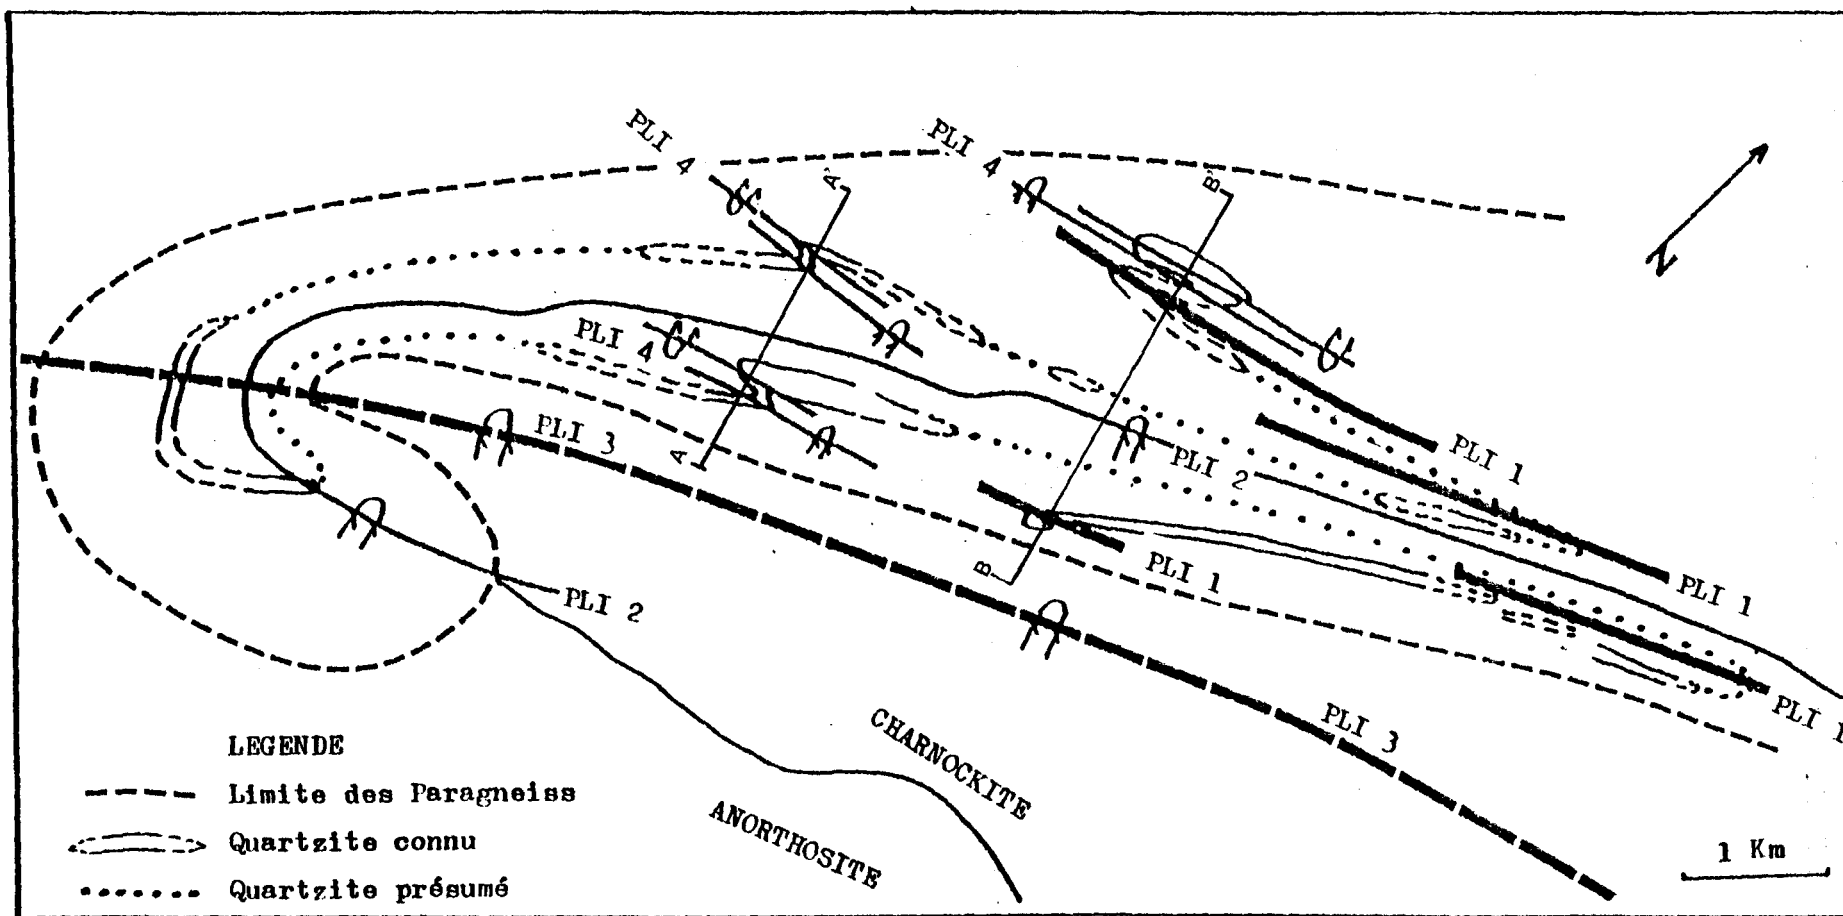 PLI 4
PLI 4
A'
B'
N
PLI 4
PLI 3
A
PLI 1
PLI 2
B
PLI 1
PLI 2
PLI 1
PLI 1
PLI 3
CHARNOCKITE
ANORTHOSITE
LEGENDE
Limite des Paragneiss
Quartzite connu
Quartzite présumé
1 Km